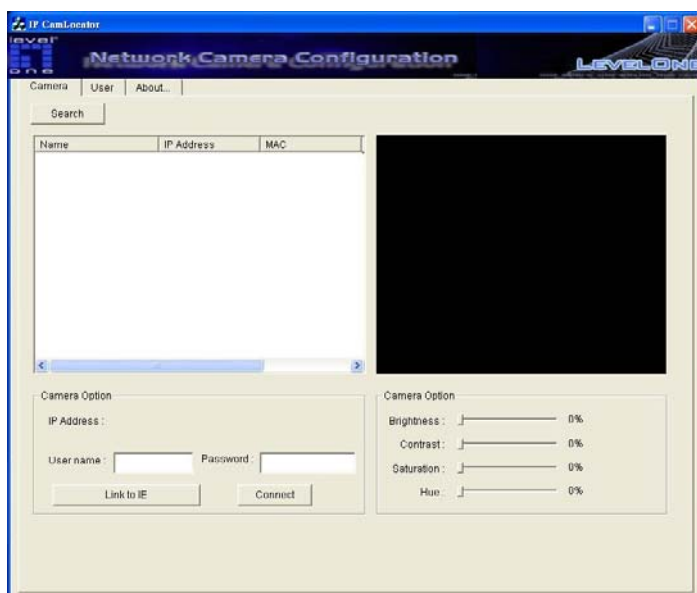 IP CamLocator
level
one
Network Camera Configuration
LevelOne
Camera User About...
Search
Name IP Address MAC
Camera Option
IP Address :
User name : Password :
Link to IE Connect
Camera Option
Brightness : 0%
Contrast : 0%
Saturation : 0%
Hue : 0%